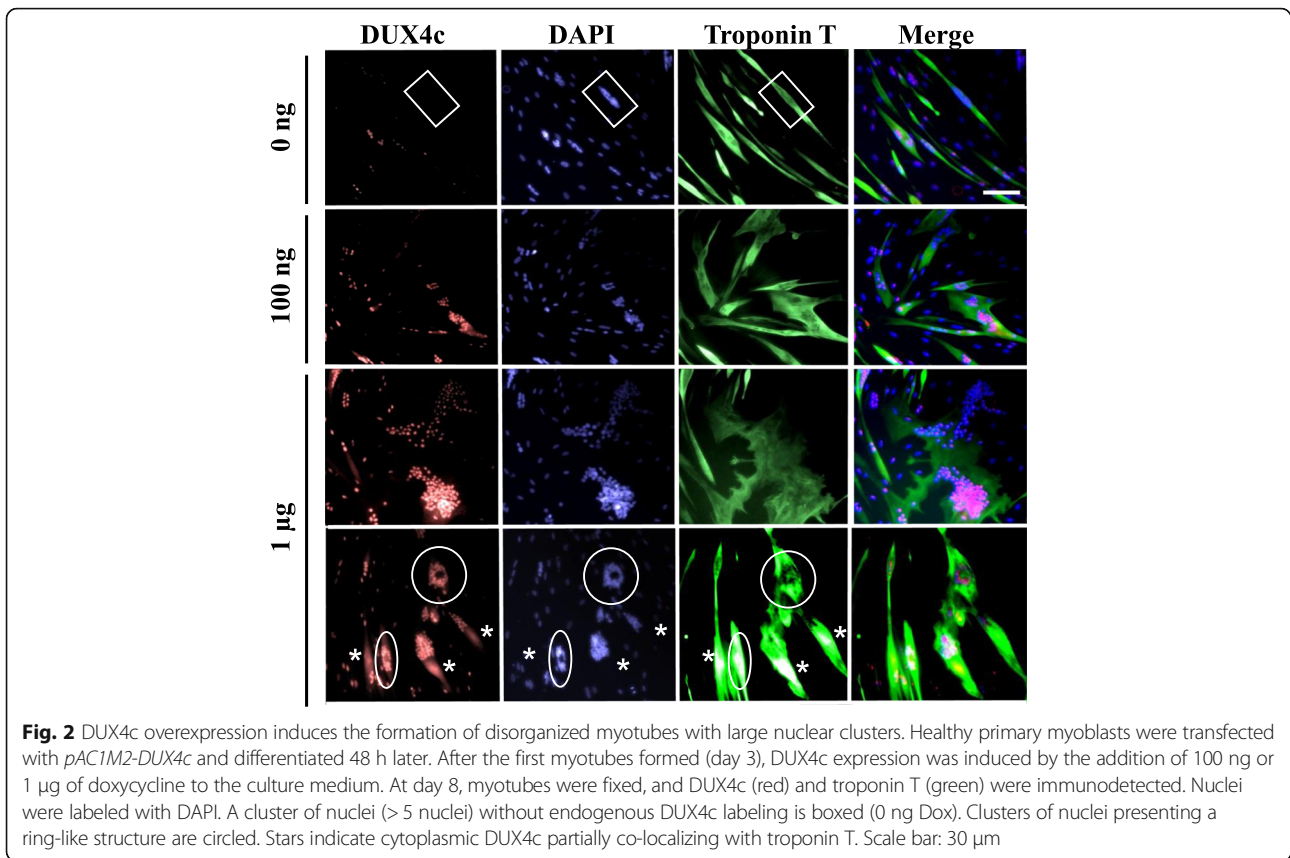 DUX4c DAPI Troponin T Merge
0 ng
100 ng
1 µg
* * *
* * *
* * *
Fig. 2 DUX4c overexpression induces the formation of disorganized myotubes with large nuclear clusters. Healthy primary myoblasts were transfected
with pAC1M2-DUX4c and differentiated 48 h later. After the first myotubes formed (day 3), DUX4c expression was induced by the addition of 100 ng or
1 µg of doxycycline to the culture medium. At day 8, myotubes were fixed, and DUX4c (red) and troponin T (green) were immunodetected. Nuclei
were labeled with DAPI. A cluster of nuclei (> 5 nuclei) without endogenous DUX4c labeling is boxed (0 ng Dox). Clusters of nuclei presenting a
ring-like structure are circled. Stars indicate cytoplasmic DUX4c partially co-localizing with troponin T. Scale bar: 30 µm